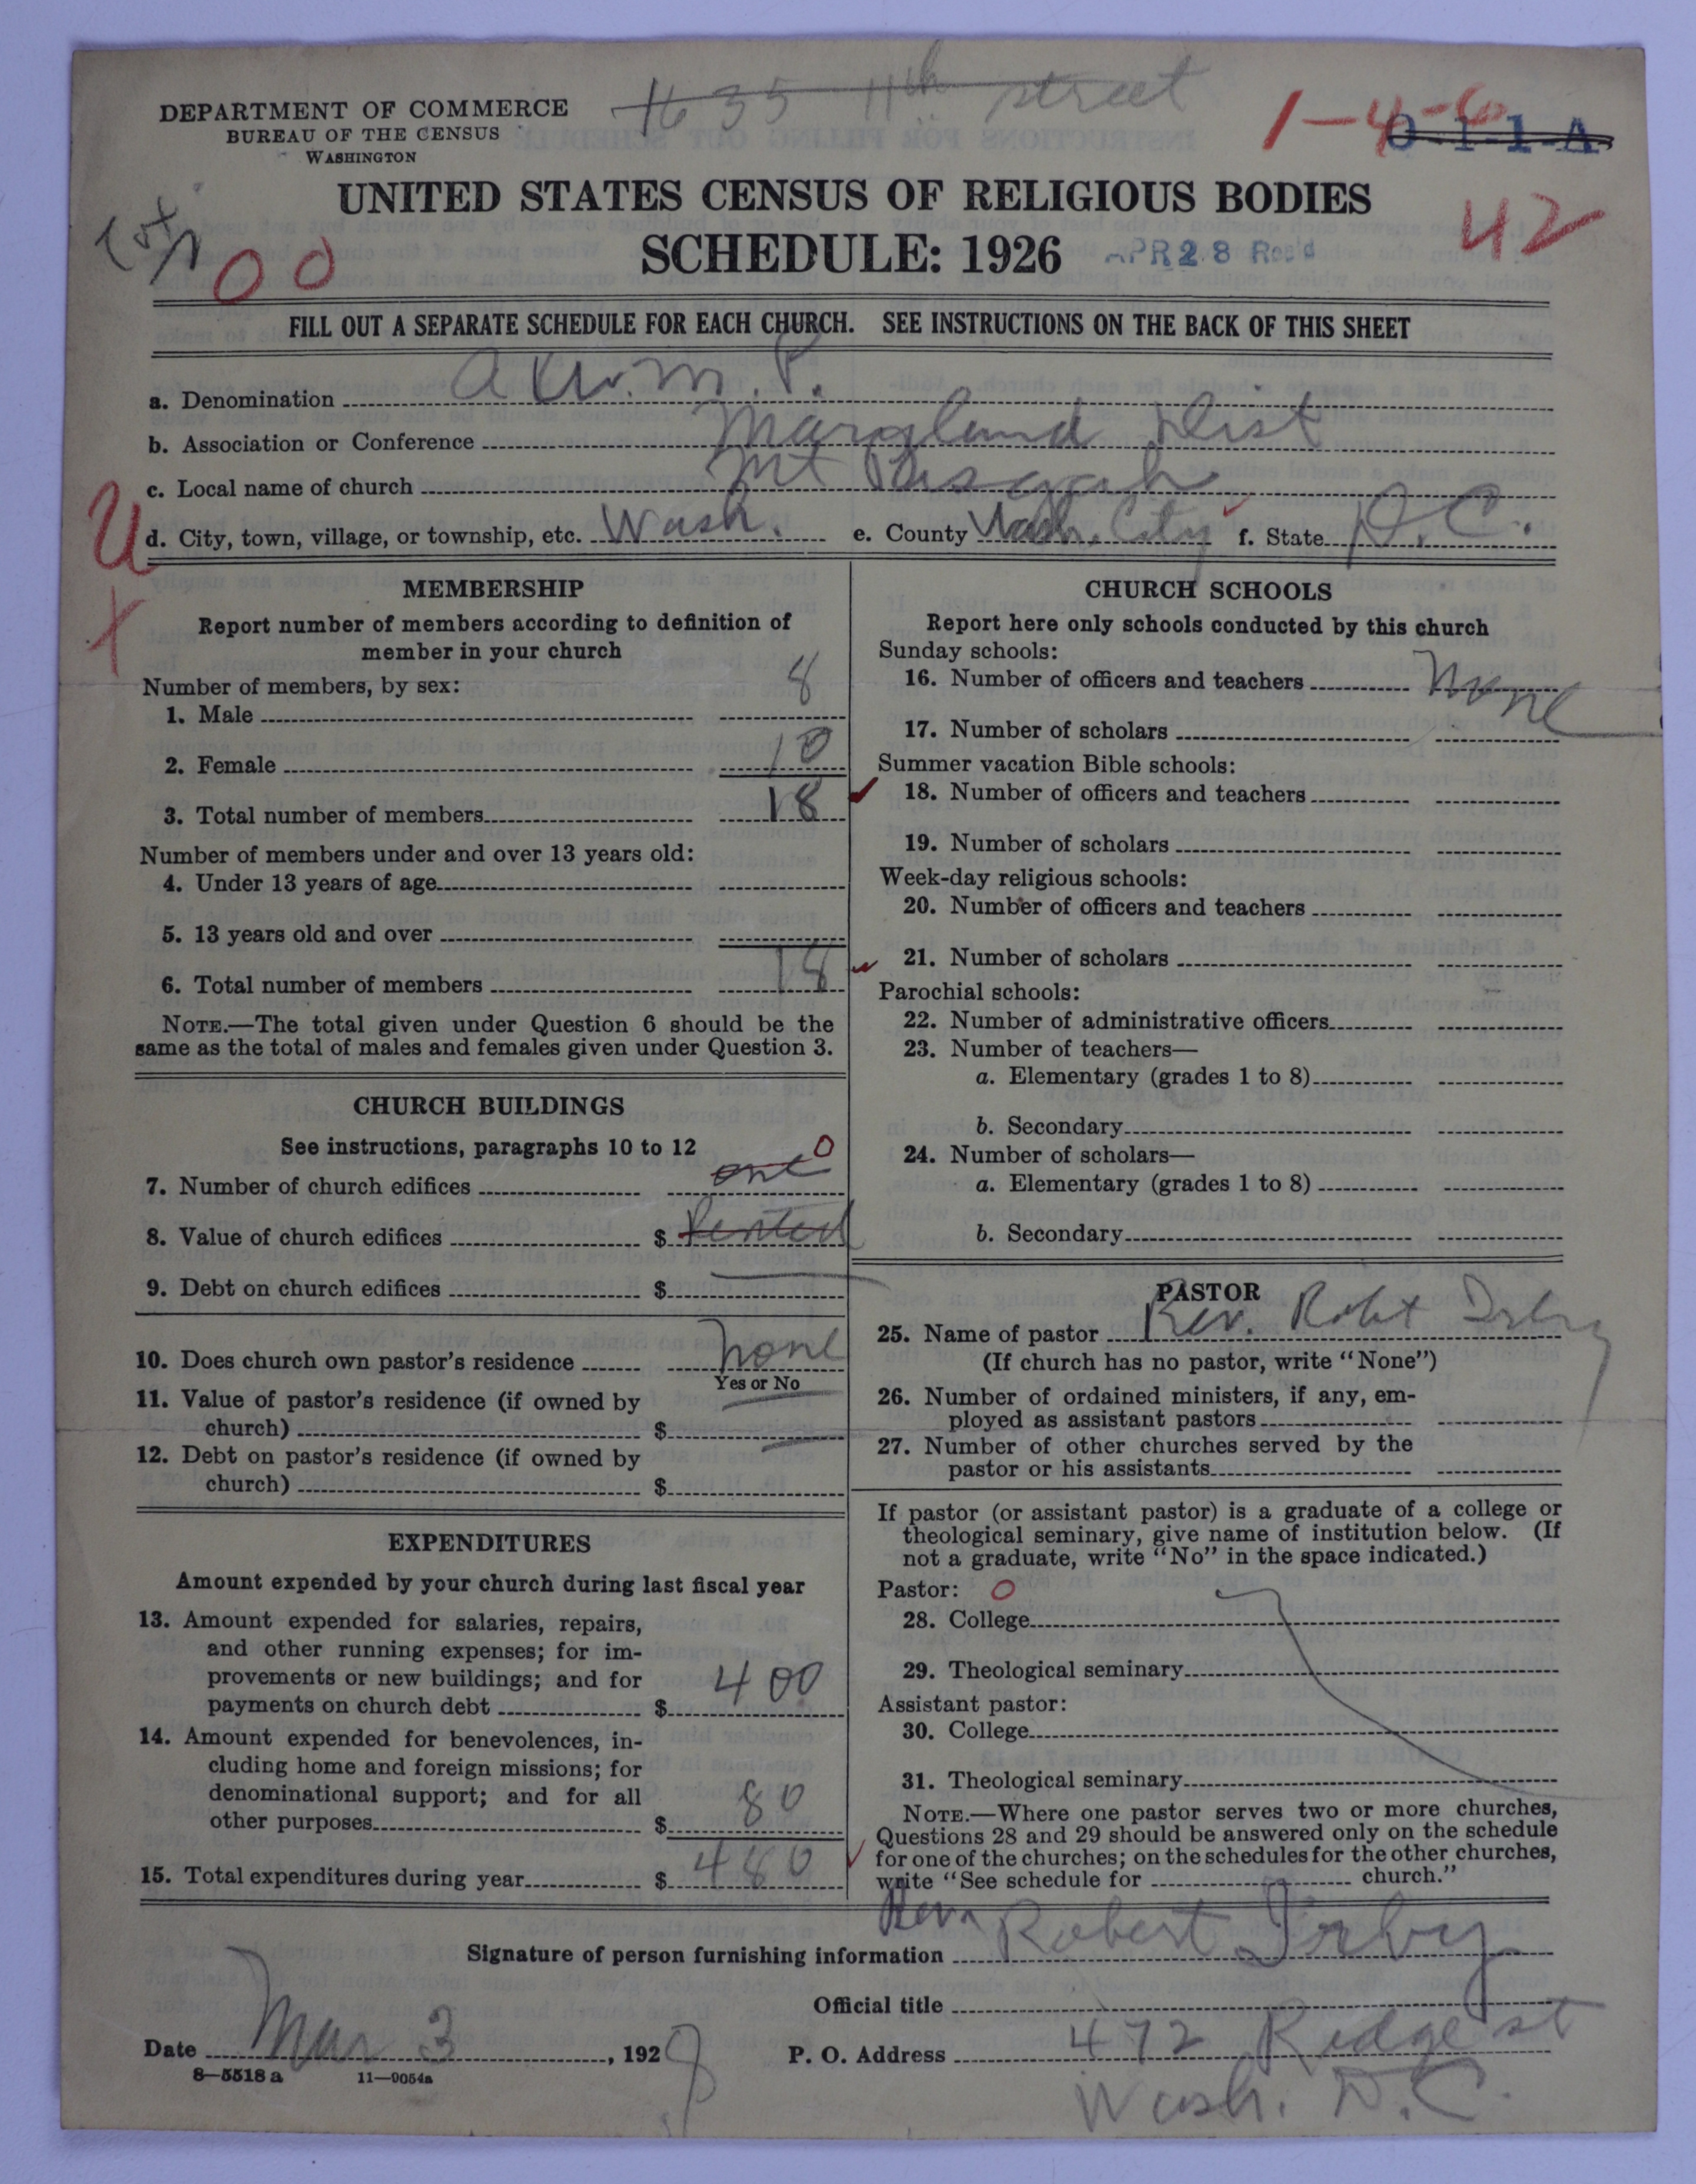 1635 11th street
DEPARTMENT OF COMMERCE
BUREAU OF THE CENSUS
WASHINGTON
1-4-6
0-1-1-A
UNITED STATES CENSUS OF RELIGIOUS BODIES
42
SCHEDULE: 1926
APR 28 Rec'd
00
FILL OUT A SEPARATE SCHEDULE FOR EACH CHURCH. SEE INSTRUCTIONS ON THE BACK OF THIS SHEET
a. Denomination
b. Association or Conference Maryland Dist
c. Local name of church Mt Pisgah
U
d. City, town, village, or township, etc. Wash. e. County Wash. City f. State D.C.
X
MEMBERSHIP
Report number of members according to definition of
member in your church
Number of members, by sex:
1. Male 8
2. Female 10
3. Total number of members 18
Number of members under and over 13 years old:
4. Under 13 years of age
5. 13 years old and over
6. Total number of members 18
NOTE.—The total given under Question 6 should be the
same as the total of males and females given under Question 3.
CHURCH BUILDINGS
See instructions, paragraphs 10 to 12
7. Number of church edifices one 0
8. Value of church edifices $ Rented
9. Debt on church edifices $
10. Does church own pastor's residence none
Yes or No
11. Value of pastor's residence (if owned by
church) $
12. Debt on pastor's residence (if owned by
church) $
EXPENDITURES
Amount expended by your church during last fiscal year
13. Amount expended for salaries, repairs,
and other running expenses; for im-
provements or new buildings; and for
payments on church debt $ 400
14. Amount expended for benevolences, in-
cluding home and foreign missions; for
denominational support; and for all
other purposes $ 80
15. Total expenditures during year $ 480
CHURCH SCHOOLS
Report here only schools conducted by this church
Sunday schools:
16. Number of officers and teachers None
17. Number of scholars
Summer vacation Bible schools:
18. Number of officers and teachers
19. Number of scholars
Week-day religious schools:
20. Number of officers and teachers
21. Number of scholars
Parochial schools:
22. Number of administrative officers
23. Number of teachers—
a. Elementary (grades 1 to 8)
b. Secondary
24. Number of scholars—
a. Elementary (grades 1 to 8)
b. Secondary
PASTOR
25. Name of pastor Rev. Robt Irby
(If church has no pastor, write "None")
26. Number of ordained ministers, if any, em-
ployed as assistant pastors
27. Number of other churches served by the
pastor or his assistants
If pastor (or assistant pastor) is a graduate of a college or
theological seminary, give name of institution below. (If
not a graduate, write "No" in the space indicated.)
Pastor: 0
28. College
29. Theological seminary
Assistant pastor:
30. College
31. Theological seminary
NOTE.—Where one pastor serves two or more churches,
Questions 28 and 29 should be answered only on the schedule
for one of the churches; on the schedules for the other churches,
write "See schedule for church."
Signature of person furnishing information Rev. Robert Irby
Official title
Date Mar 3, 1928 P. O. Address 472 Ridge st
Wash. D.C.
8—5518 a 11—9054a